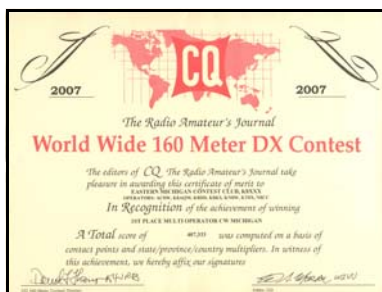 CQ
2007 2007
The Radio Amateur's Journal
World Wide 160 Meter DX Contest
The editors of CQ The Radio Amateur's Journal take
pleasure in awarding this certificate of merit to
EASTERN MICHIGAN CONTEST CLUB,
OPERATORS:
In Recognition of the achievement of winning
1ST PLACE MULTI OPERATOR CW MICHIGAN
A Total score of 407,333 was computed on a basis of
contact points and state/province/country multipliers. In witness of
this achievement, we hereby affix our signatures